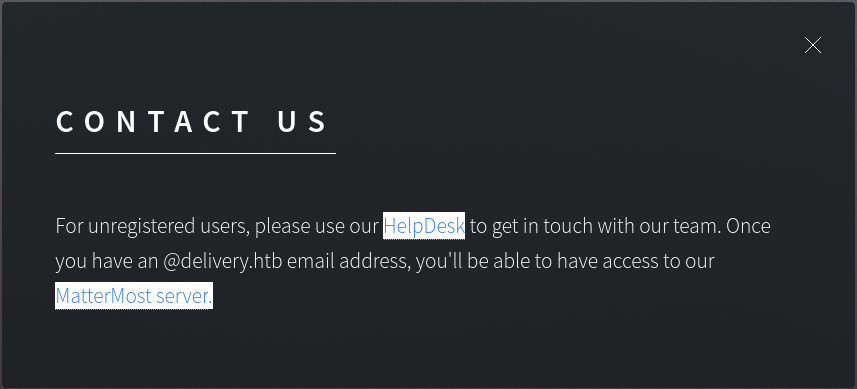 CONTACT US
For unregistered users, please use our HelpDesk to get in touch with our team. Once
you have an @delivery.htb email address, you'll be able to have access to our
MatterMost server.